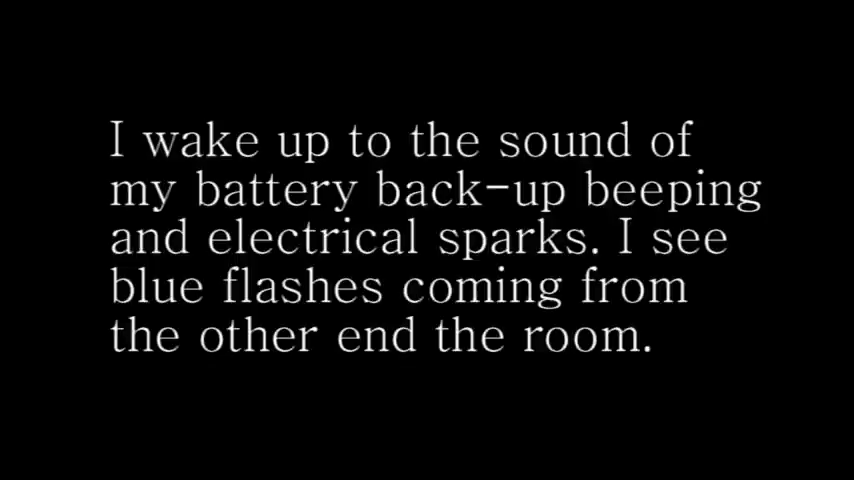 I wake up to the sound of
my battery back-up beeping
and electrical sparks. I see
blue flashes coming from
the other end the room.